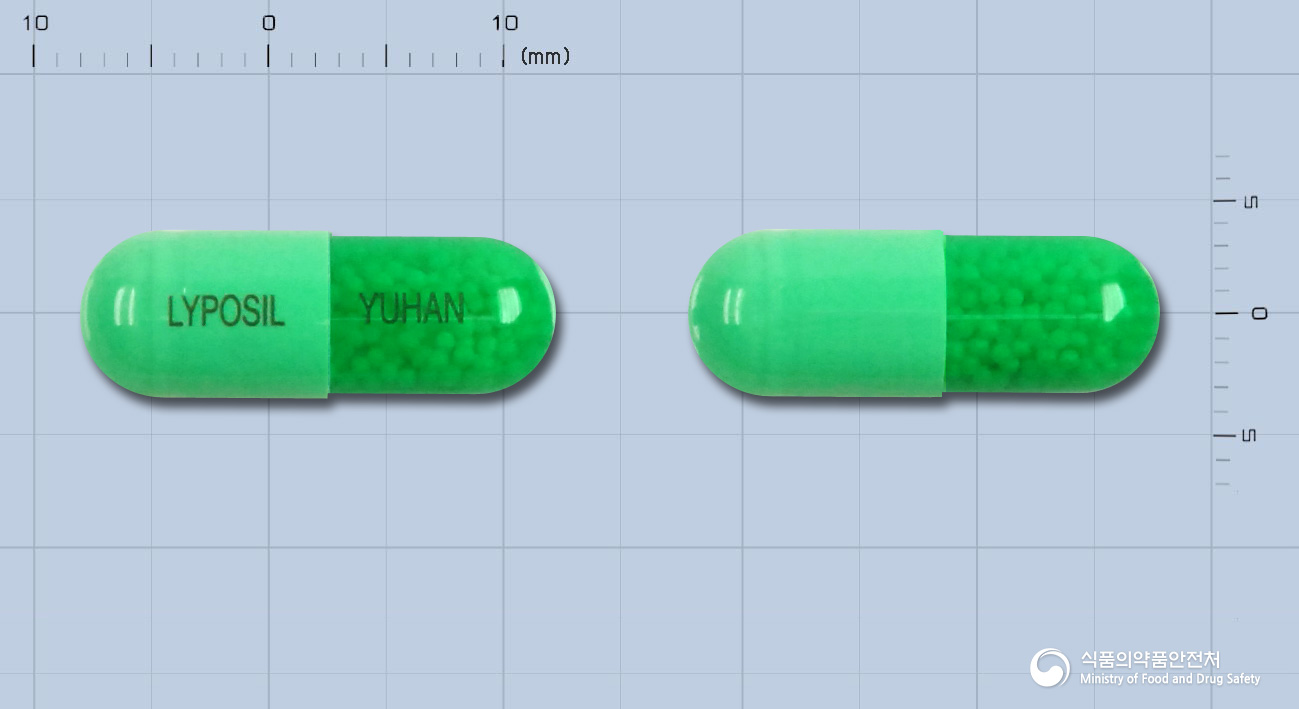 10 0 10
(mm)
5
0
5
LYPOSIL YUHAN
식품의약품안전처
Ministry of Food and Drug Safety